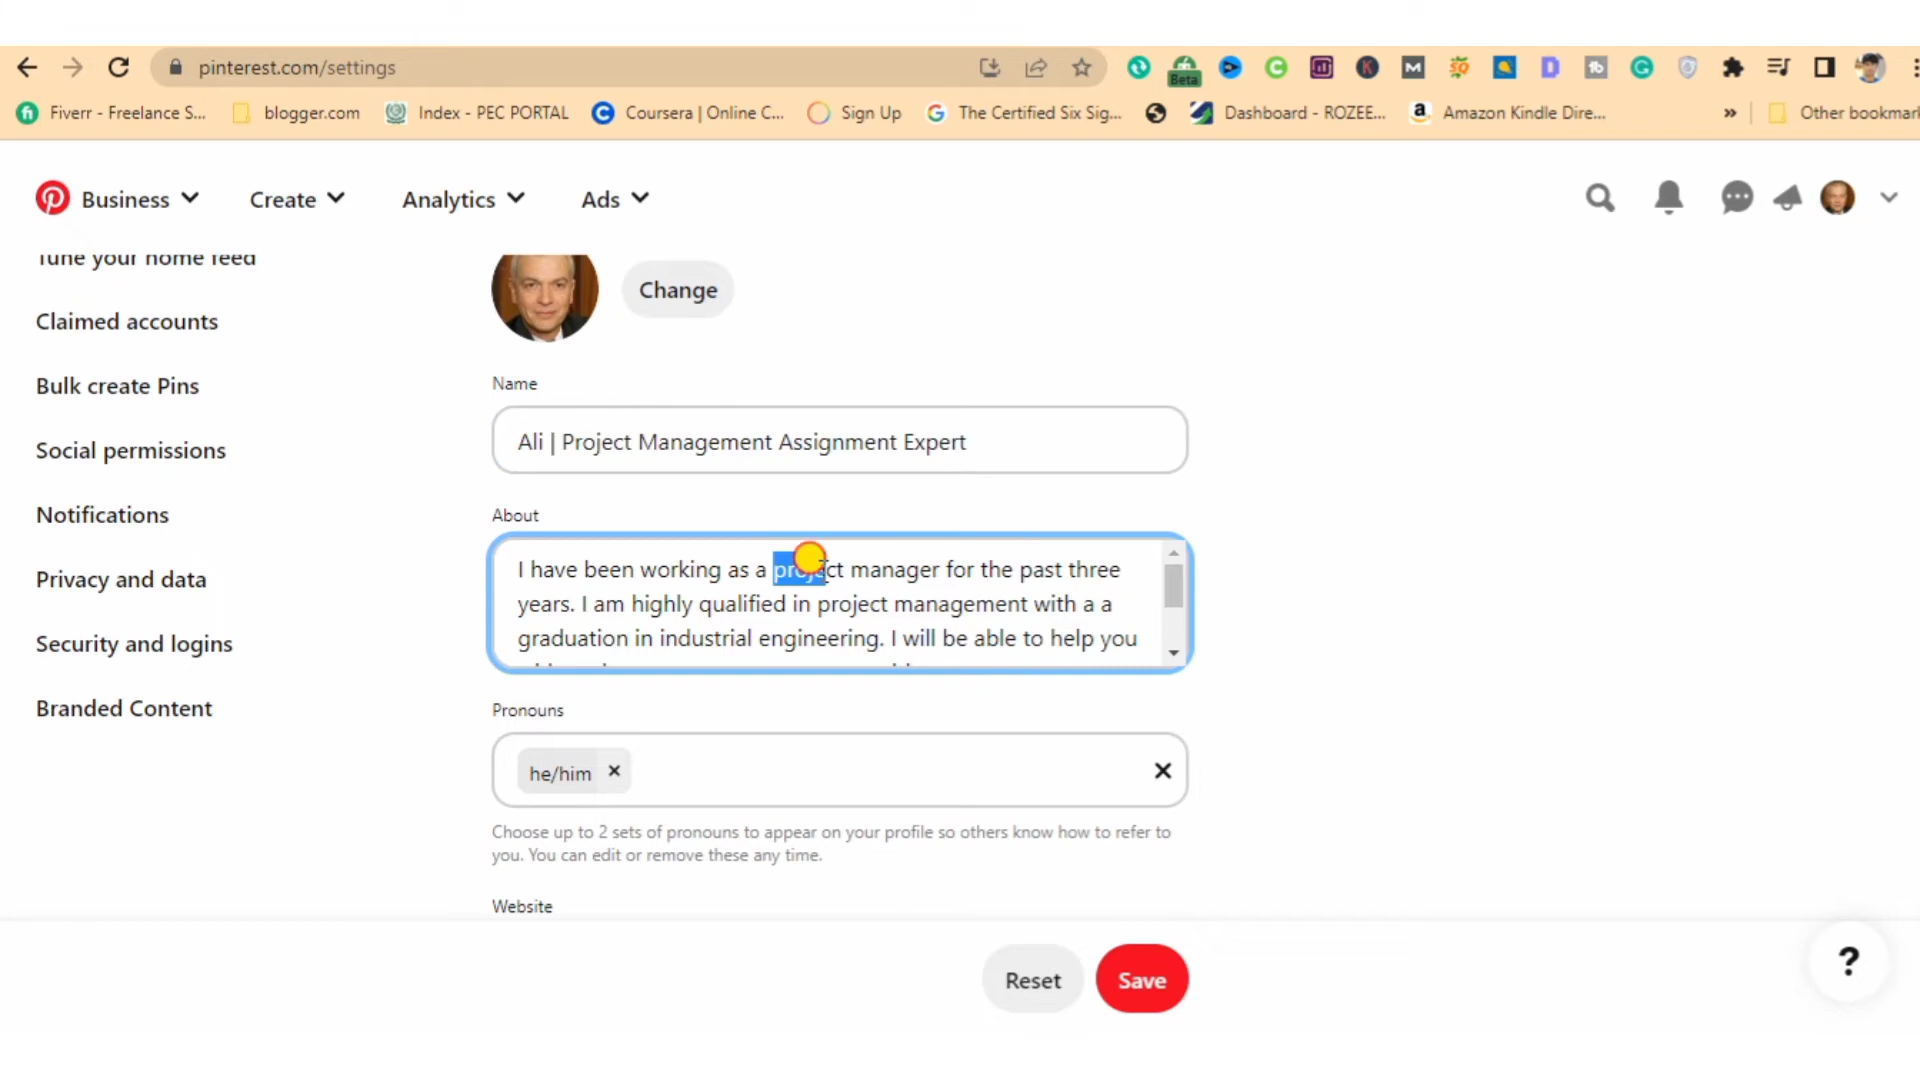 pinterest.com/settings
Beta
Fiverr - Freelance S...
blogger.com
Index - PEC PORTAL
Coursera | Online C...
Sign Up
The Certified Six Sig...
Dashboard - ROZEE...
Amazon Kindle Dire...
»
Other bookmar
Business
Create
Analytics
Ads
Tune your home feed
Claimed accounts
Bulk create Pins
Social permissions
Notifications
Privacy and data
Security and logins
Branded Content
Change
Name
Ali | Project Management Assignment Expert
About
I have been working as a project manager for the past three
years. I am highly qualified in project management with a a
graduation in industrial engineering. I will be able to help you
Pronouns
he/him
Choose up to 2 sets of pronouns to appear on your profile so others know how to refer to
you. You can edit or remove these any time.
Website
Reset
Save
?